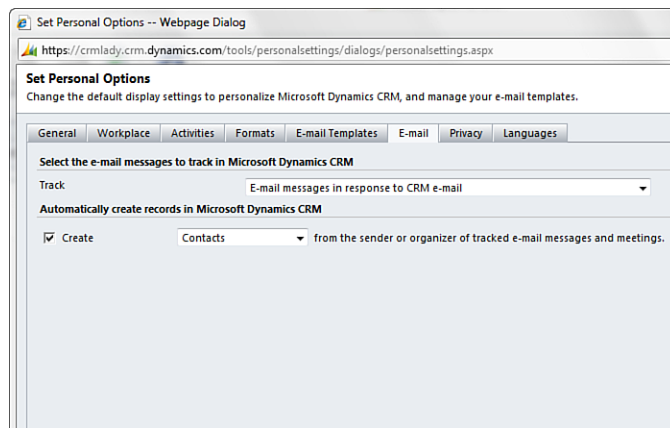 Set Personal Options -- Webpage Dialog
https://crmlady.crm.dynamics.com/tools/personalsettings/dialogs/personalsettings.aspx
Set Personal Options
Change the default display settings to personalize Microsoft Dynamics CRM, and manage your e-mail templates.
General Workplace Activities Formats E-mail Templates E-mail Privacy Languages
Select the e-mail messages to track in Microsoft Dynamics CRM
Track E-mail messages in response to CRM e-mail
Automatically create records in Microsoft Dynamics CRM
Create Contacts from the sender or organizer of tracked e-mail messages and meetings.